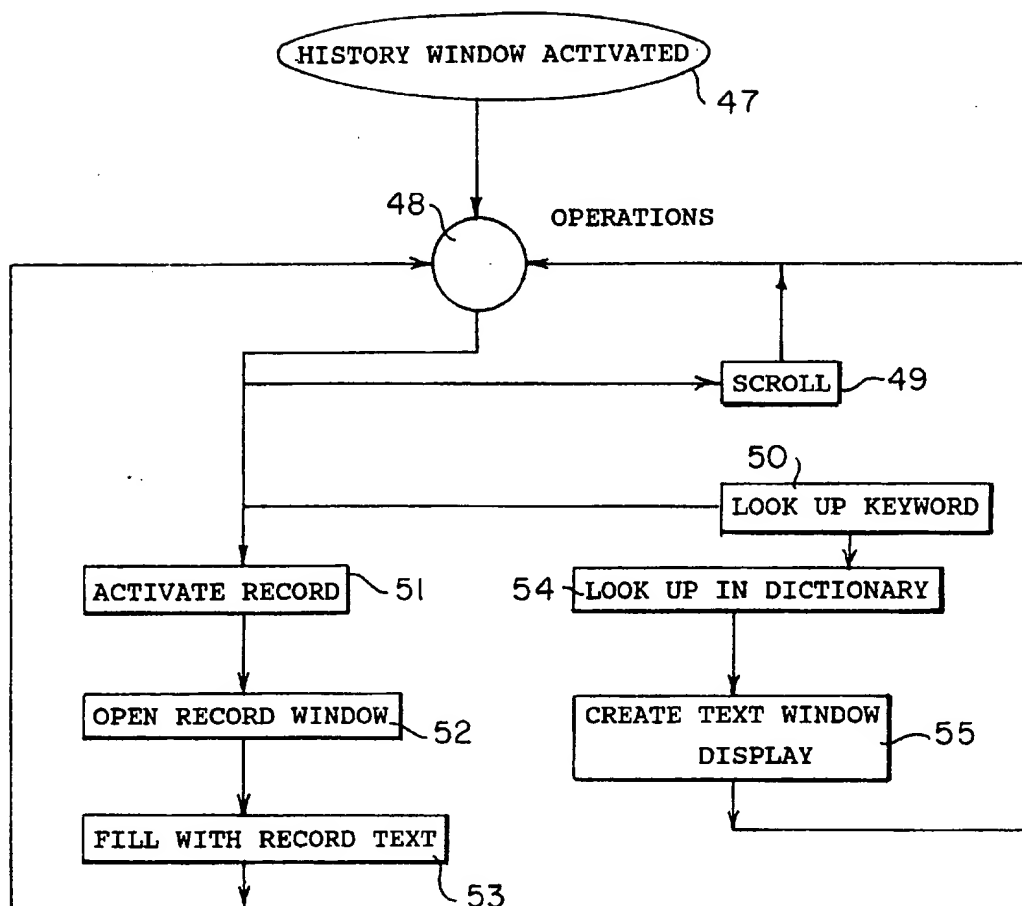 HISTORY WINDOW ACTIVATED
47
48
OPERATIONS
SCROLL
49
50
LOOK UP KEYWORD
ACTIVATE RECORD
51
54
LOOK UP IN DICTIONARY
OPEN RECORD WINDOW
52
CREATE TEXT WINDOW
DISPLAY
55
FILL WITH RECORD TEXT
53